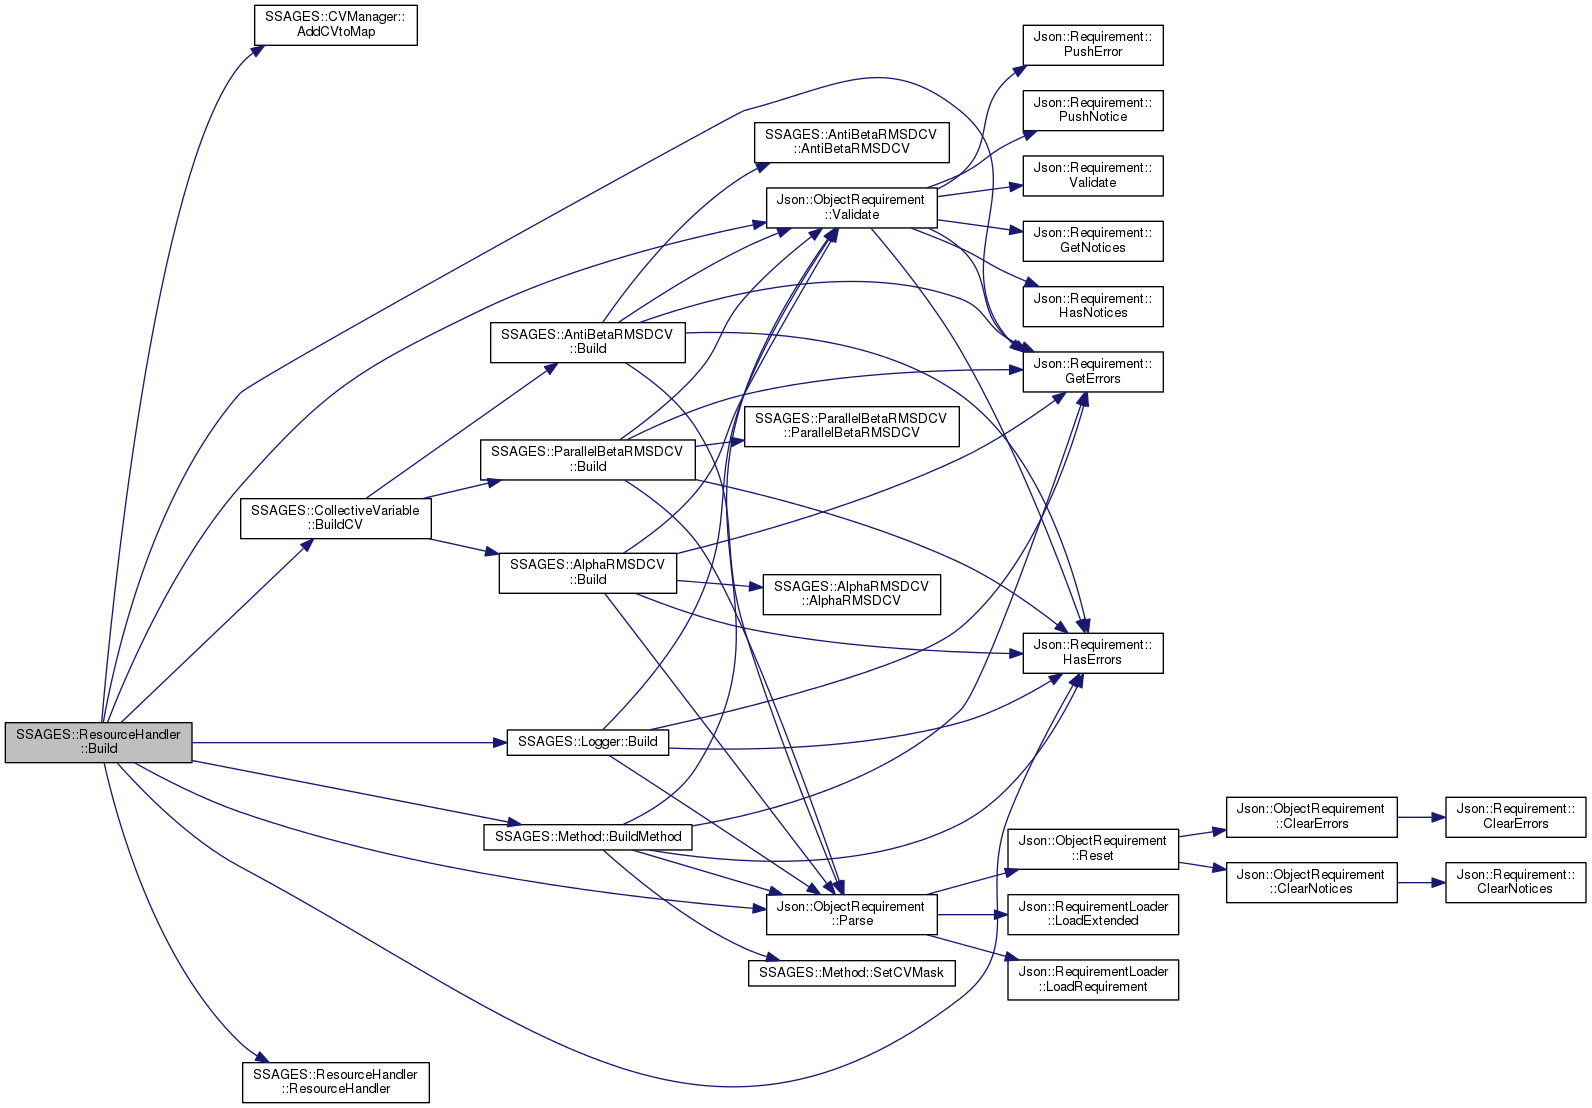 SSAGES::ResourceHandler
::Build
SSAGES::CVManager::
AddCVtoMap
SSAGES::CollectiveVariable
::BuildCV
SSAGES::ResourceHandler
::ResourceHandler
SSAGES::AntiBetaRMSDCV
::Build
SSAGES::ParallelBetaRMSDCV
::Build
SSAGES::AlphaRMSDCV
::Build
SSAGES::Logger::Build
SSAGES::Method::BuildMethod
SSAGES::AntiBetaRMSDCV
::AntiBetaRMSDCV
Json::ObjectRequirement
::Validate
SSAGES::ParallelBetaRMSDCV
::ParallelBetaRMSDCV
SSAGES::AlphaRMSDCV
::AlphaRMSDCV
Json::ObjectRequirement
::Parse
SSAGES::Method::SetCVMask
Json::Requirement::
PushError
Json::Requirement::
PushNotice
Json::Requirement::
Validate
Json::Requirement::
GetNotices
Json::Requirement::
HasNotices
Json::Requirement::
GetErrors
Json::Requirement::
HasErrors
Json::ObjectRequirement
::Reset
Json::RequirementLoader
::LoadExtended
Json::RequirementLoader
::LoadRequirement
Json::ObjectRequirement
::ClearErrors
Json::ObjectRequirement
::ClearNotices
Json::Requirement::
ClearErrors
Json::Requirement::
ClearNotices